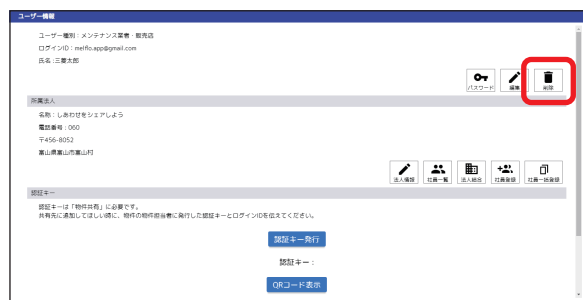 ユーザー情報
ユーザー種別：メンテナンス業者・販売店
ログインID：melflo.app@gmail.com
氏名：三菱太郎
パスワード 編集 削除
所属法人
名称：しあわせをシェアしよう
電話番号：060
〒456-8052
富山県富山市富山村
法人情報 社員一覧 法人統合 社員登録 社員一括登録
認証キー
認証キーは「物件共有」に必要です。
共有先に追加してほしい時に、物件の物件担当者に発行した認証キーとログインIDを伝えてください。
認証キー発行
認証キー：
QRコード表示